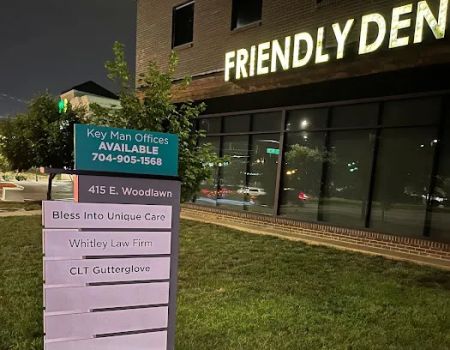 FRIENDLY DEN
Key Man Offices
AVAILABLE
704-905-1568
415 E. Woodlawn
Bless Into Unique Care
Whitley Law Firm
CLT Gutterglove